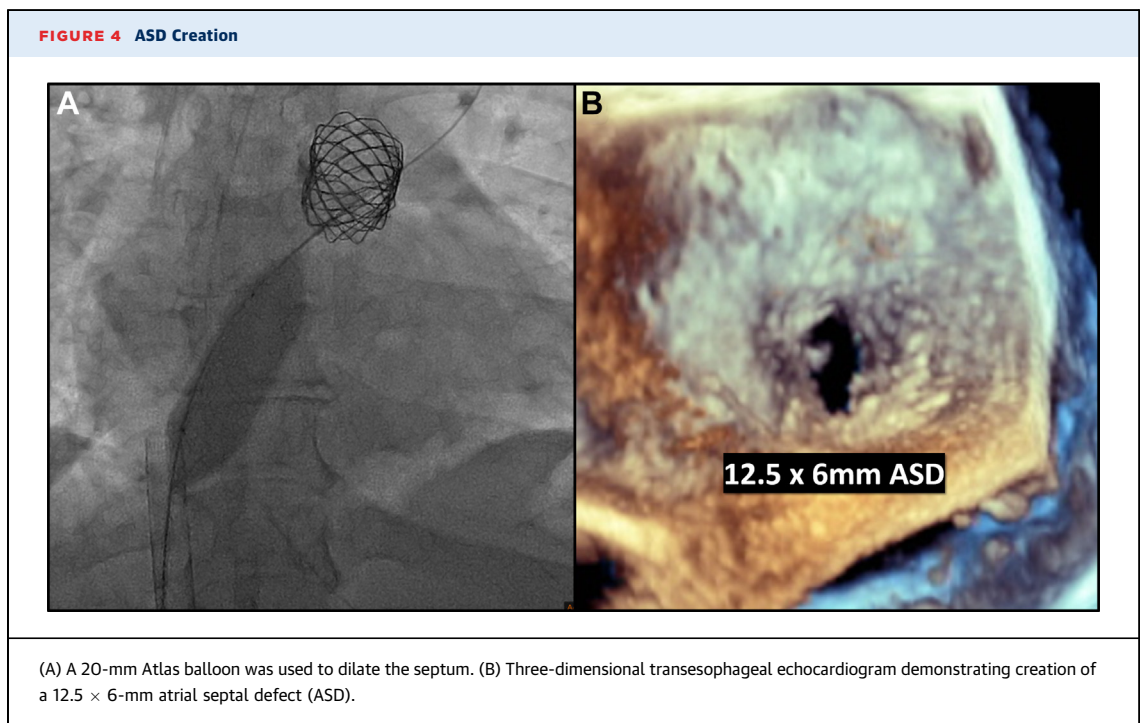 FIGURE 4 ASD Creation
A
B
12.5 x 6mm ASD
(A) A 20-mm Atlas balloon was used to dilate the septum. (B) Three-dimensional transesophageal echocardiogram demonstrating creation of
a 12.5 × 6-mm atrial septal defect (ASD).